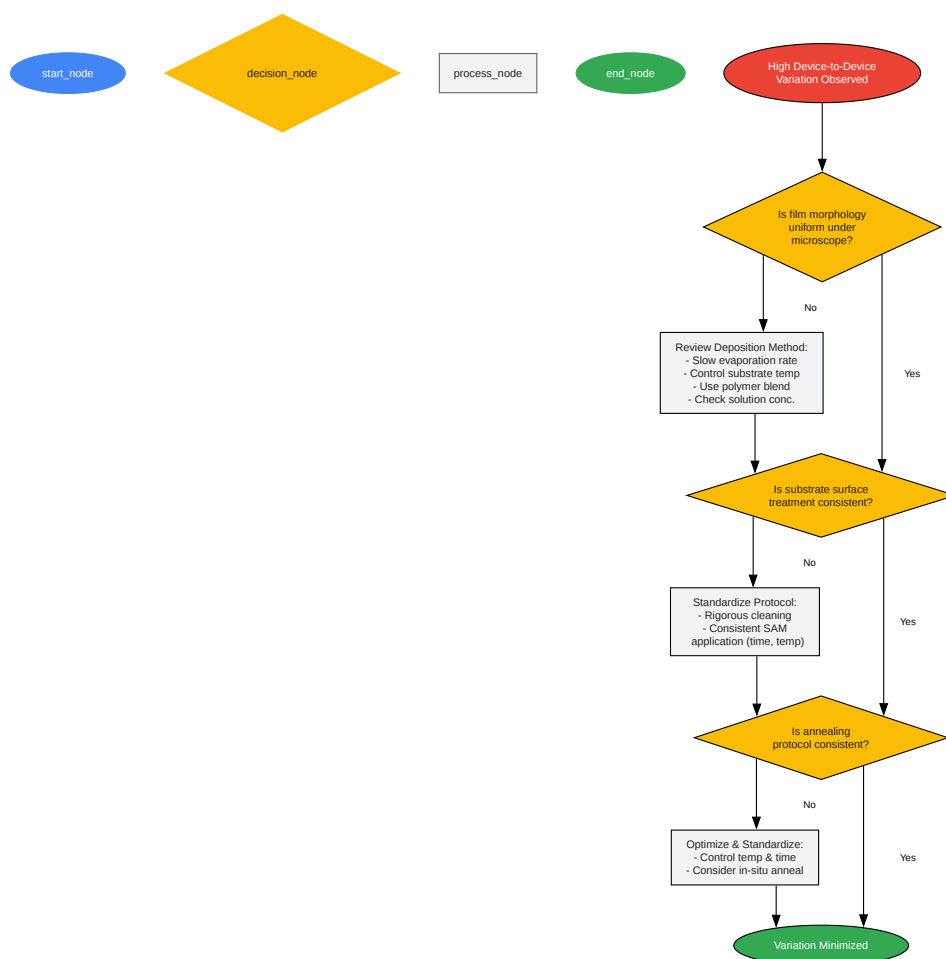 start_node
decision_node
process_node
end_node
High Device-to-Device
Variation Observed
Is film morphology
uniform under
microscope?
No
Review Deposition Method:
- Slow evaporation rate
- Control substrate temp
- Use polymer blend
- Check solution conc.
Yes
Is substrate surface
treatment consistent?
No
Standardize Protocol:
- Rigorous cleaning
- Consistent SAM
application (time, temp)
Yes
Is annealing
protocol consistent?
No
Optimize & Standardize:
- Control temp & time
- Consider in-situ anneal
Yes
Variation Minimized